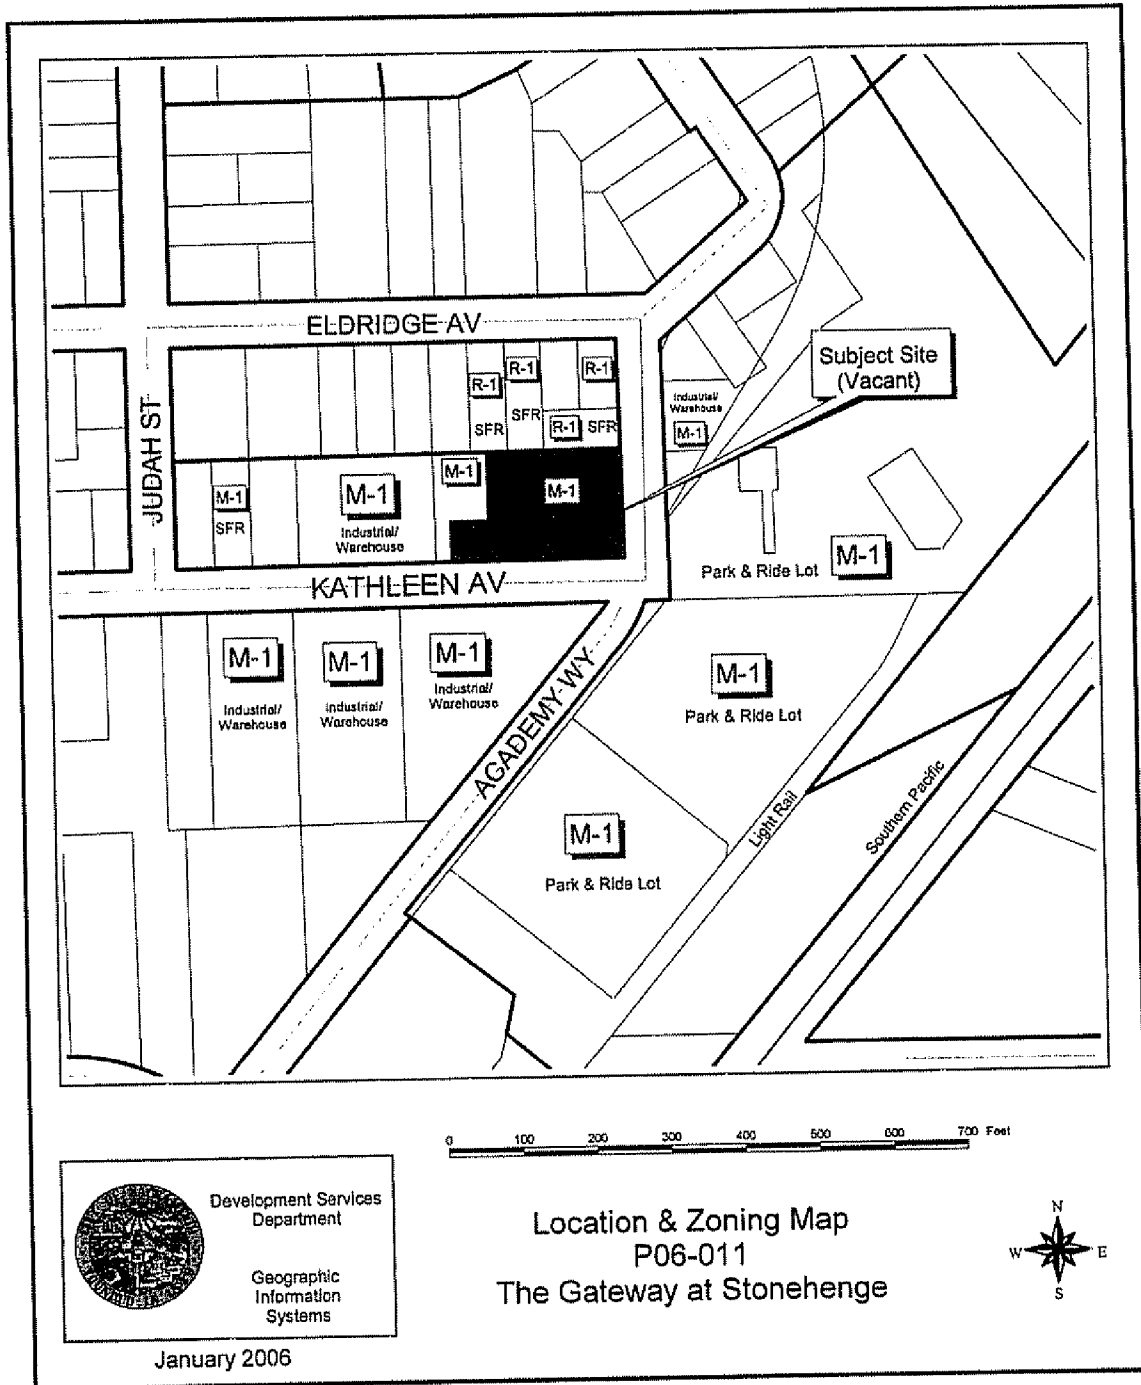 ELDRIDGE AV
JUDAH ST
R-1
SFR
R-1
SFR
R-1
R-1
SFR
Industrial/
Warehouse
M-1
Subject Site
(Vacant)
M-1
SFR
M-1
Industrial/
Warehouse
M-1
M-1
Park & Ride Lot
M-1
KATHLEEN AV
M-1
Industrial/
Warehouse
M-1
Industrial/
Warehouse
M-1
Industrial/
Warehouse
ACADEMY WY
M-1
Park & Ride Lot
M-1
Park & Ride Lot
Light Rail
Southern Pacific
0 100 200 300 400 500 600 700 Feet
Development Services
Department
Geographic
Information
Systems
January 2006
Location & Zoning Map
P06-011
The Gateway at Stonehenge
N
W E
S